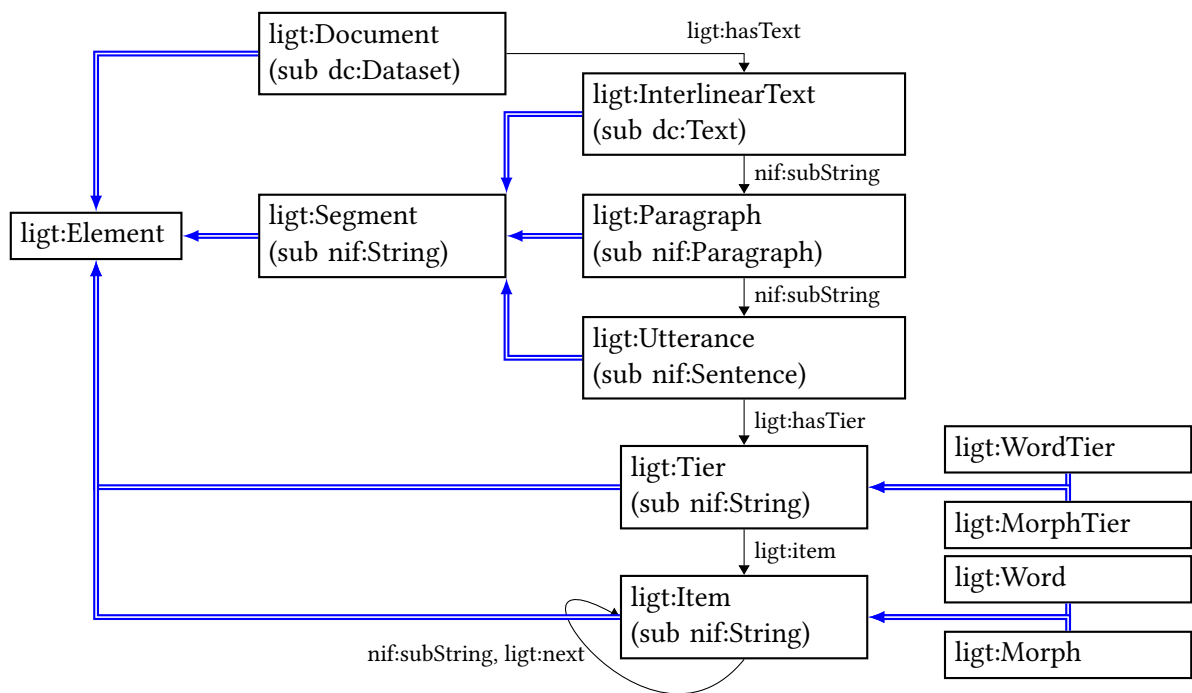 ligt:Document
(sub dc:Dataset)
ligt:hasText
ligt:InterlinearText
(sub dc:Text)
nif:subString
ligt:Element
ligt:Segment
(sub nif:String)
ligt:Paragraph
(sub nif:Paragraph)
nif:subString
ligt:Utterance
(sub nif:Sentence)
ligt:hasTier
ligt:Tier
(sub nif:String)
ligt:WordTier
ligt:MorphTier
ligt:item
ligt:Item
(sub nif:String)
ligt:Word
ligt:Morph
nif:subString, ligt:next